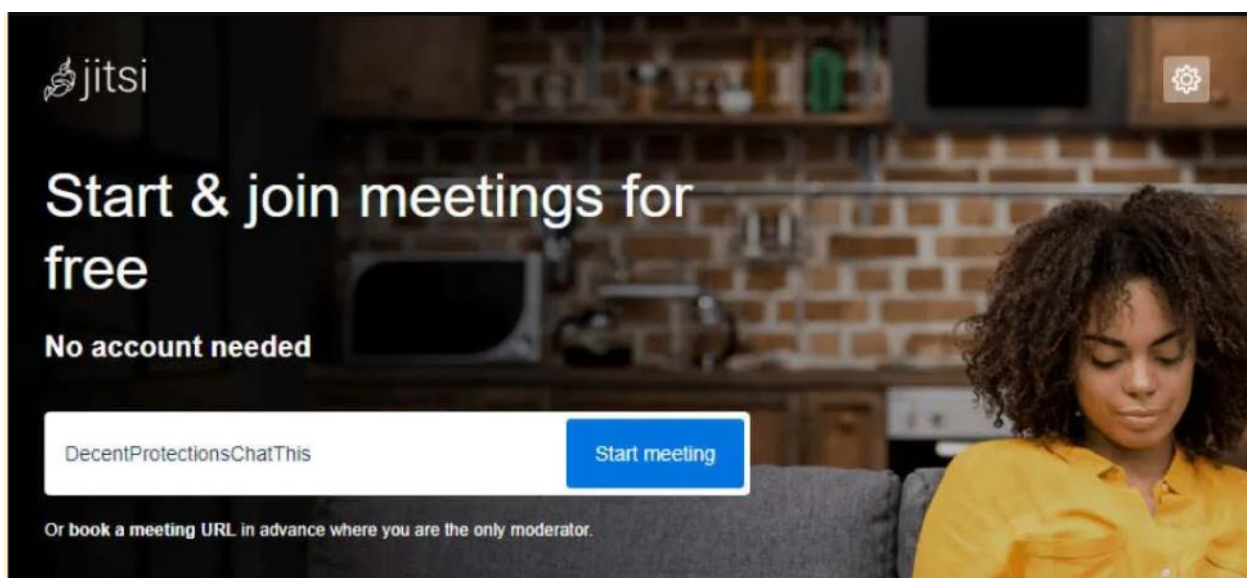 jitsi
Start & join meetings for
free
No account needed
DecentProtectionsChatThis
Start meeting
Or book a meeting URL in advance where you are the only moderator.